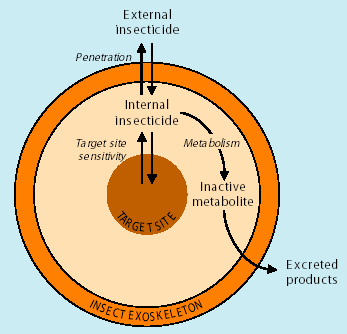 External
insecticide
Penetration
Internal
insecticide
Target site
sensitivity
Metabolism
Inactive
metabolite
TARGET SITE
Excreted
products
INSECT EXOSKELETON